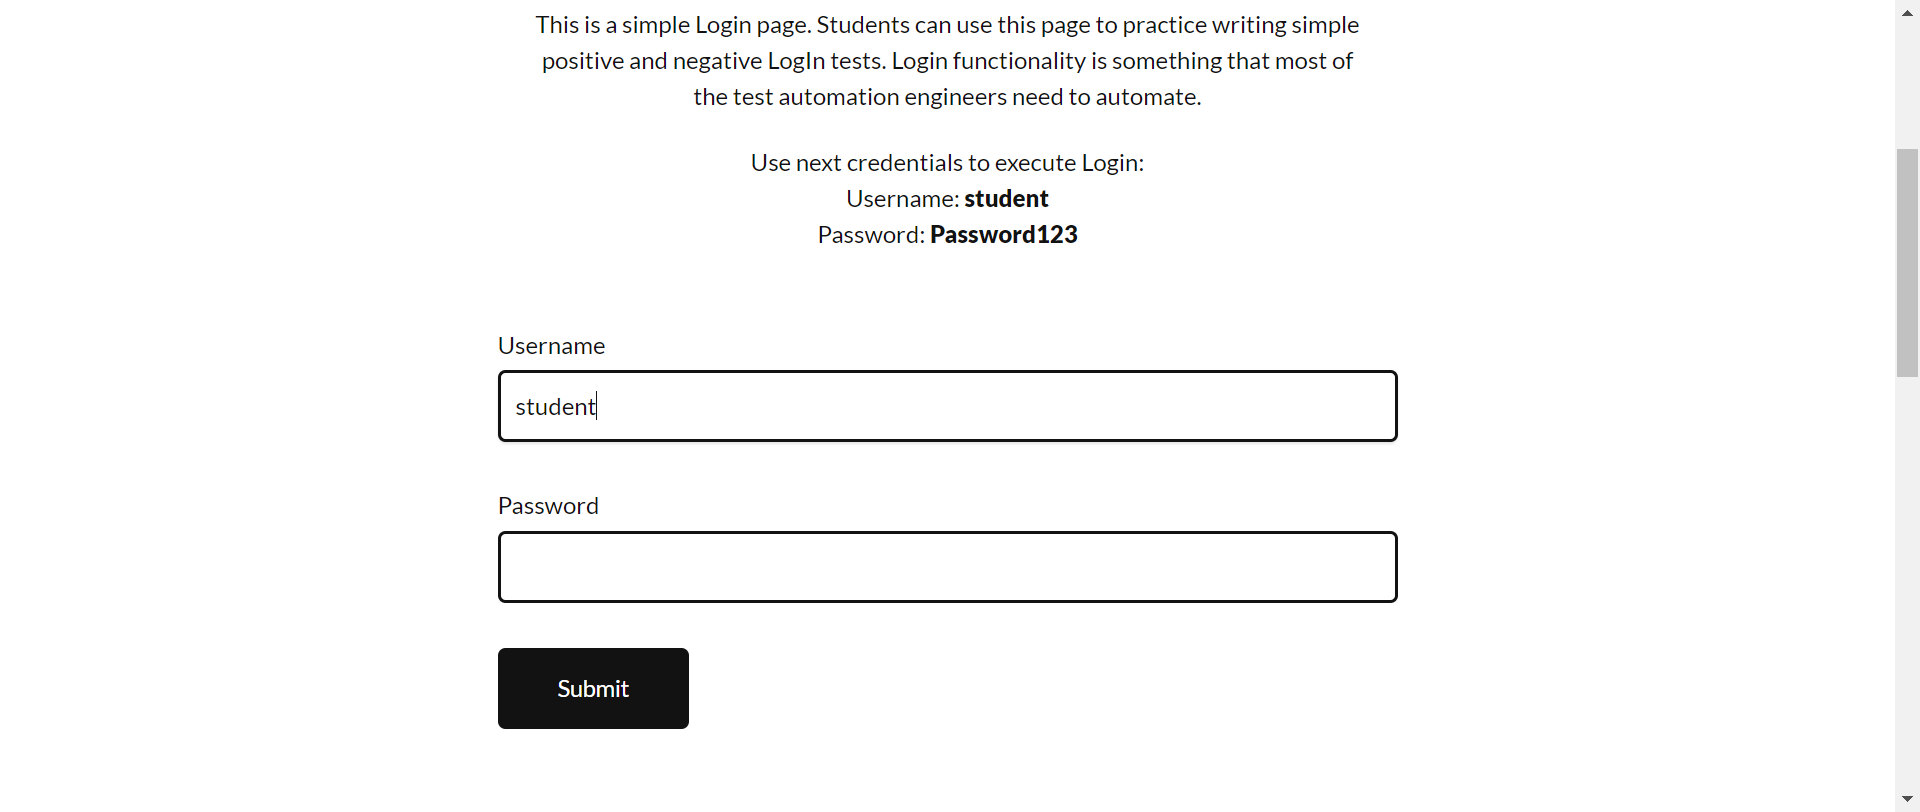 This is a simple Login page. Students can use this page to practice writing simple
positive and negative LogIn tests. Login functionality is something that most of
the test automation engineers need to automate.
Use next credentials to execute Login:
Username: student
Password: Password123
Username
student
Password
Submit